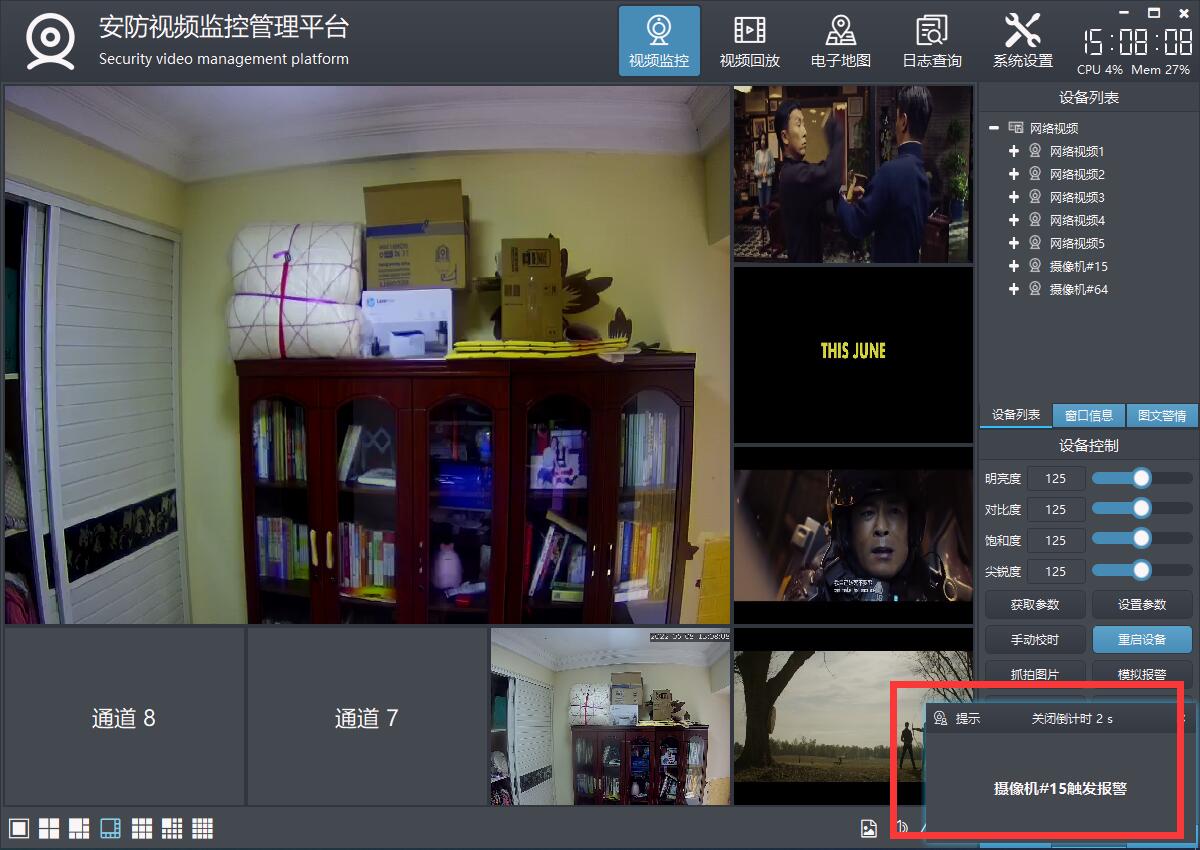 安防视频监控管理平台
Security video management platform
视频监控
视频回放
电子地图
日志查询
系统设置
15:08:08
CPU 4% Mem 27%
THIS JUNE
通道 8
通道 7
设备列表
网络视频
网络视频1
网络视频2
网络视频3
网络视频4
网络视频5
摄像机#15
摄像机#64
设备列表
窗口信息
图文警情
设备控制
明亮度 125
对比度 125
饱和度 125
尖锐度 125
获取参数
设置参数
手动校时
重启设备
抓拍图片
模拟报警
提示
关闭倒计时 2 s
摄像机#15触发报警